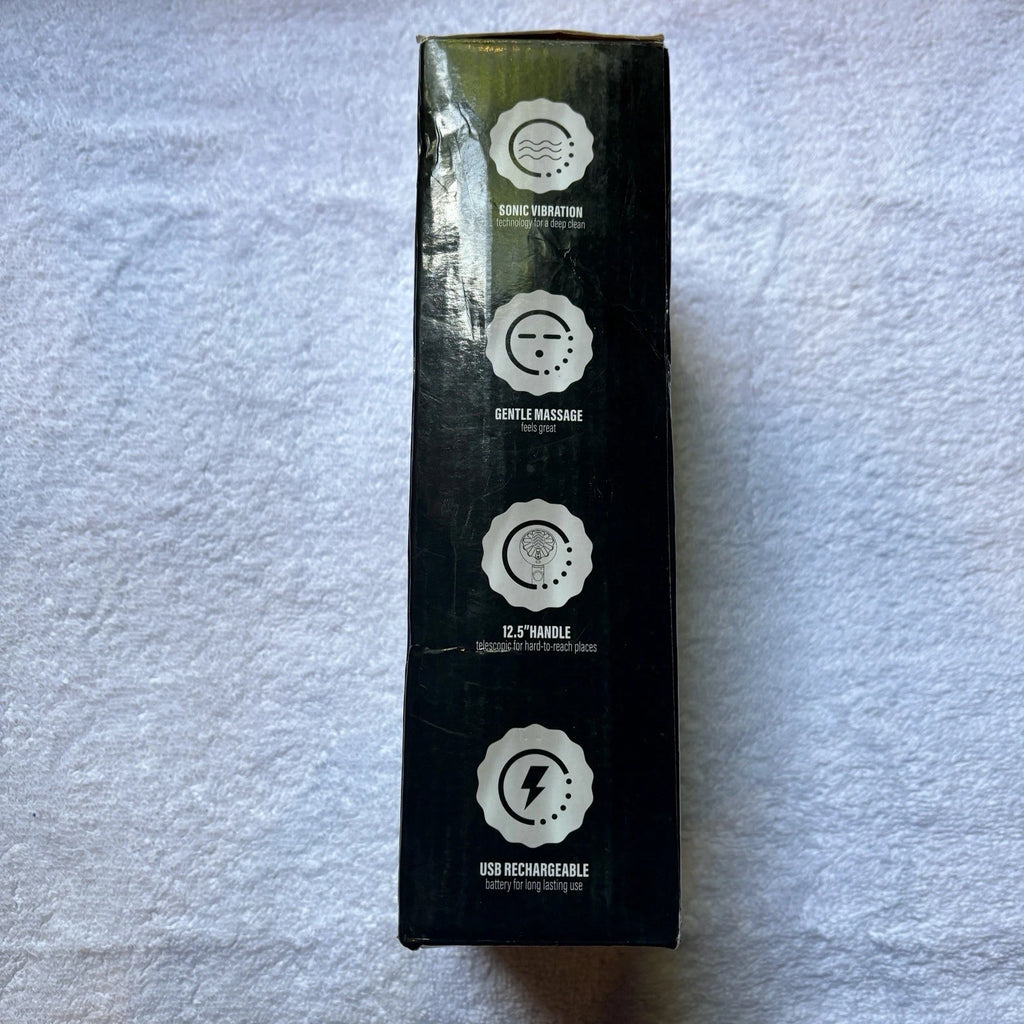 SONIC VIBRATION
technology for a deep clean
GENTLE MASSAGE
feels great
12.5"HANDLE
telescopic for hard-to-reach places
USB RECHARGEABLE
battery for long lasting use